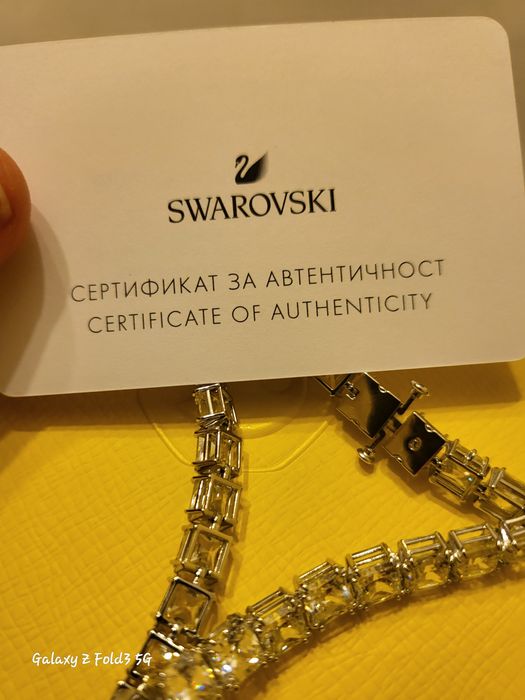 SWAROVSKI
СЕРТИФИКАТ ЗА АВТЕНТИЧНОСТ
CERTIFICATE OF AUTHENTICITY
Galaxy Z Fold3 5G